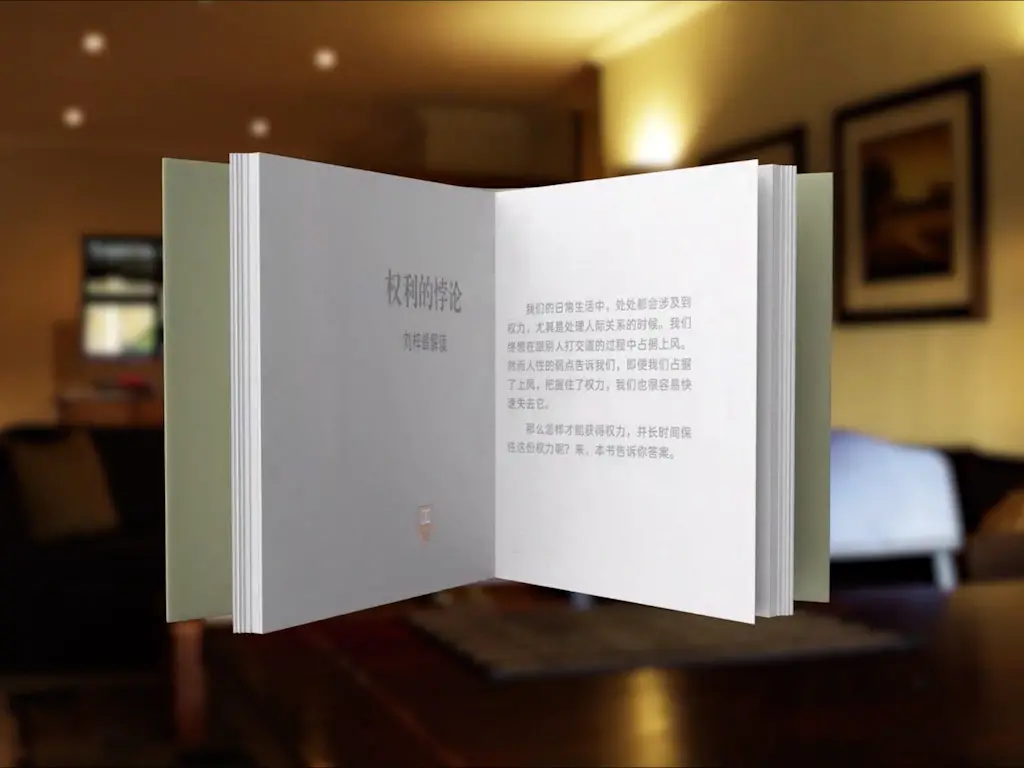 权利的悖论
刘梓皓解读
我们的日常生活中，处处都会涉及到
权力，尤其是处理人际关系的时候。我们
终想在跟别人打交道的过程中占据上风。
然而人性的弱点告诉我们，即便我们占据
了上风，把握住了权力，我们也很容易快
速失去它。
那么怎样才能获得权力，并长时间保
住这份权力呢？来，本书告诉你答案。